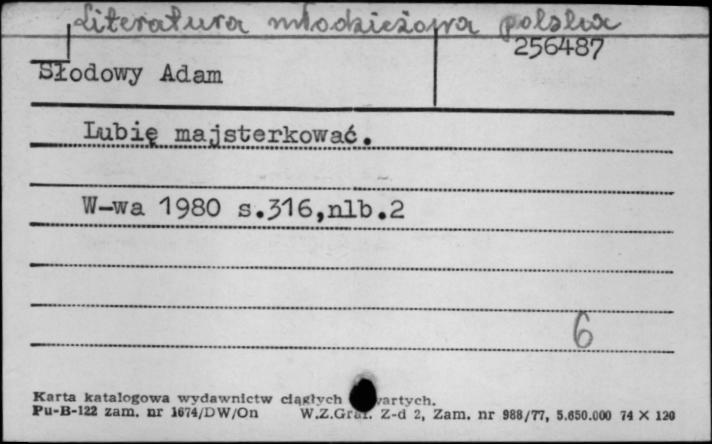 Literatura młodzieżowa polska
256487
Słodowy Adam
Lubię majsterkować.
W-wa 1980 s.316,nlb.2
6
Karta katalogowa wydawnictw ciągłych
Pu-B-122 zam. nr 1674/DW/On W.Z.Graf. Z-d 2, Zam. nr 988/77, 5.650.000 74 X 120